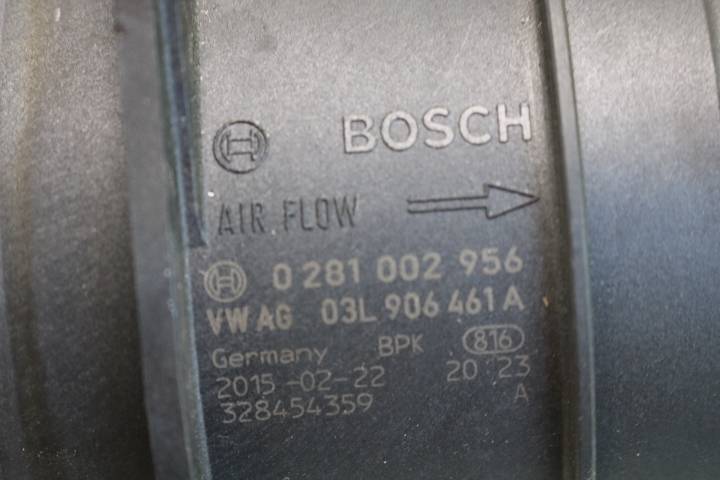 BOSCH
AIR FLOW
0 281 002 956
VW AG 03L 906 461 A
Germany BPK 816
2015-02-22 20 23
328454359 A